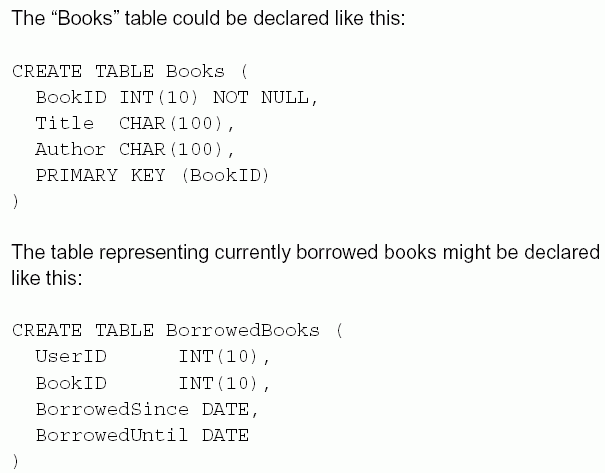 The “Books” table could be declared like this:
CREATE TABLE Books (
BookID INT(10) NOT NULL,
Title CHAR(100),
Author CHAR(100),
PRIMARY KEY (BookID)
)
The table representing currently borrowed books might be declared
like this:
CREATE TABLE BorrowedBooks (
UserID INT(10),
BookID INT(10),
BorrowedSince DATE,
BorrowedUntil DATE
)